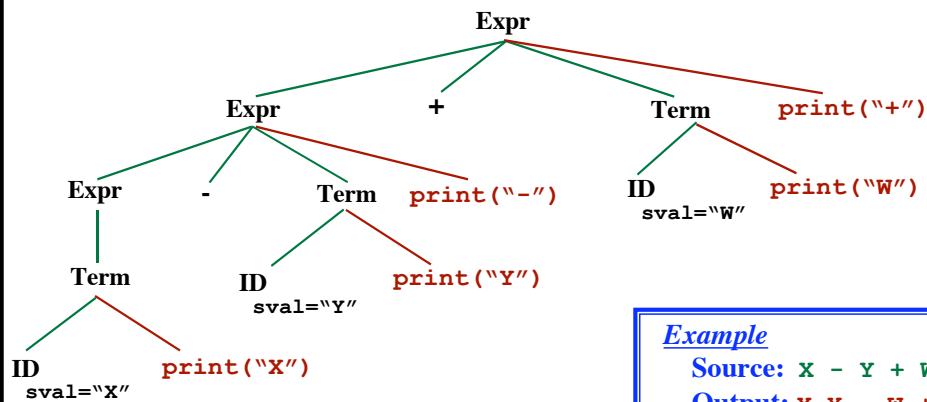 Expr
Expr + Term print("+")
Expr - Term print("-") ID print("W")
sval="W"
Term ID print("Y")
sval="Y"
ID print("X")
sval="X"
Example
Source: X - Y + W
Output: X Y - W +